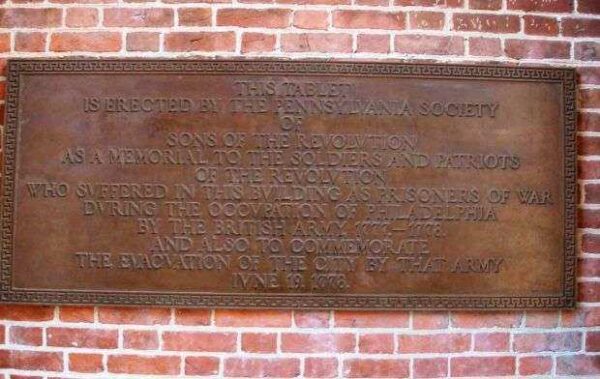 THIS TABLET
IS ERECTED BY THE PENNSYLVANIA SOCIETY
OF
SONS OF THE REVOLVTION
AS A MEMORIAL TO THE SOLDIERS AND PATRIOTS
OF THE REVOLVTION
WHO SVFFERED IN THIS BVILDING AS PRISONERS OF WAR
DVRING THE OCCVPATION OF PHILADELPHIA
BY THE BRITISH ARMY 1777–1778.
AND ALSO TO COMMEMORATE
THE EVACVATION OF THE CITY BY THAT ARMY
IVNE 19, 1778.